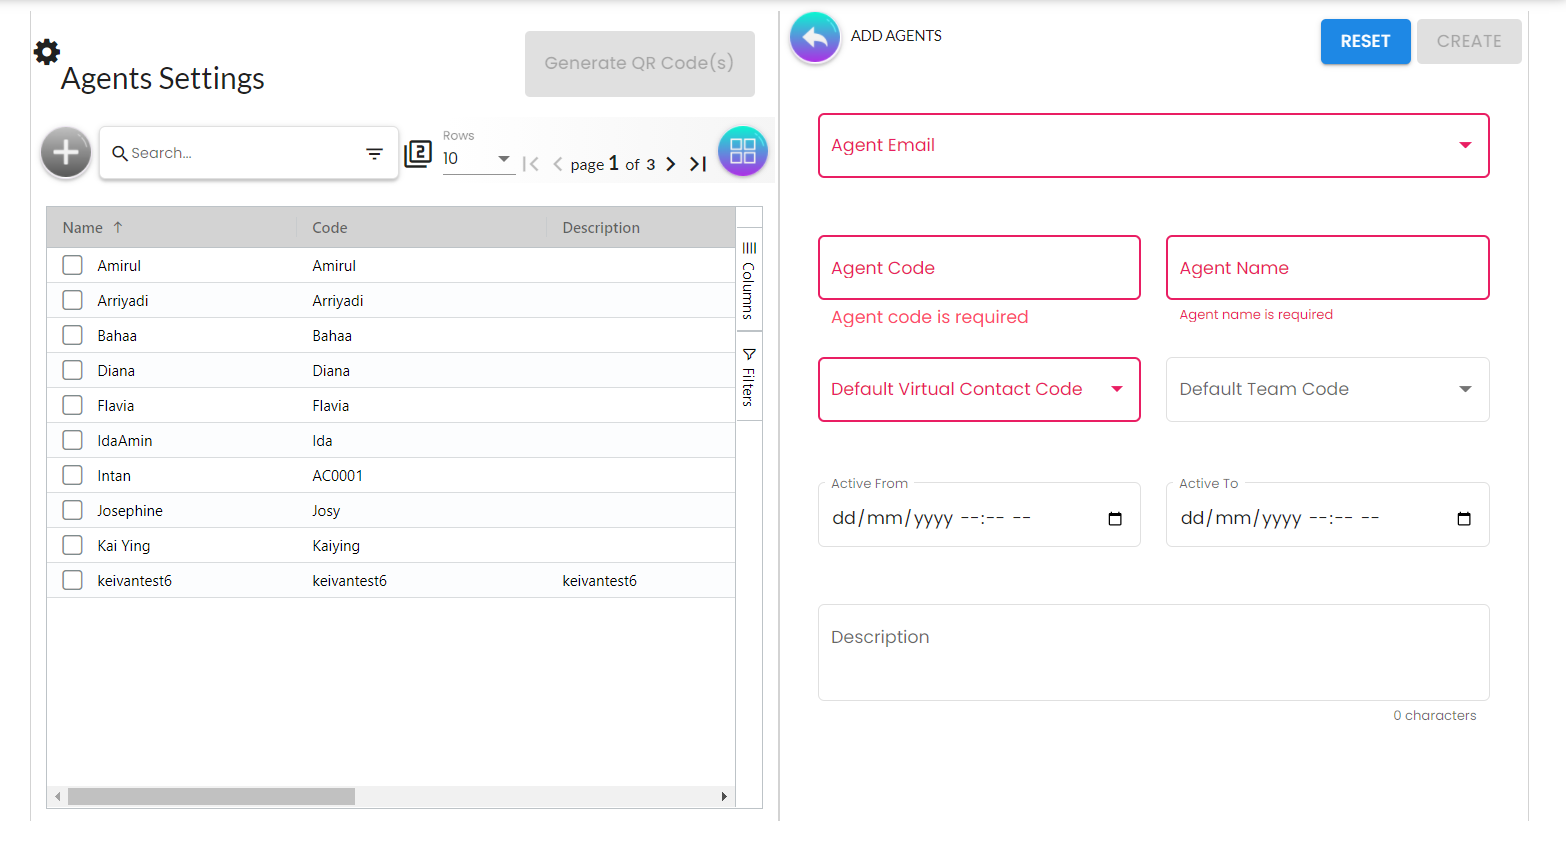 Agents Settings
Generate QR Code(s)
Search...
2
Rows
10
page 1 of 3
Name Code Description
Amirul Amirul
Arriyadi Arriyadi
Bahaa Bahaa
Diana Diana
Flavia Flavia
IdaAmin Ida
Intan AC0001
Josephine Josy
Kai Ying Kaiying
keivantest6 keivantest6 keivantest6
Columns
Filters
ADD AGENTS
RESET
CREATE
Agent Email
Agent Code
Agent Name
Agent code is required
Agent name is required
Default Virtual Contact Code
Default Team Code
Active From
Active To
dd/mm/yyyy --:-- --
dd/mm/yyyy --:-- --
Description
0 characters